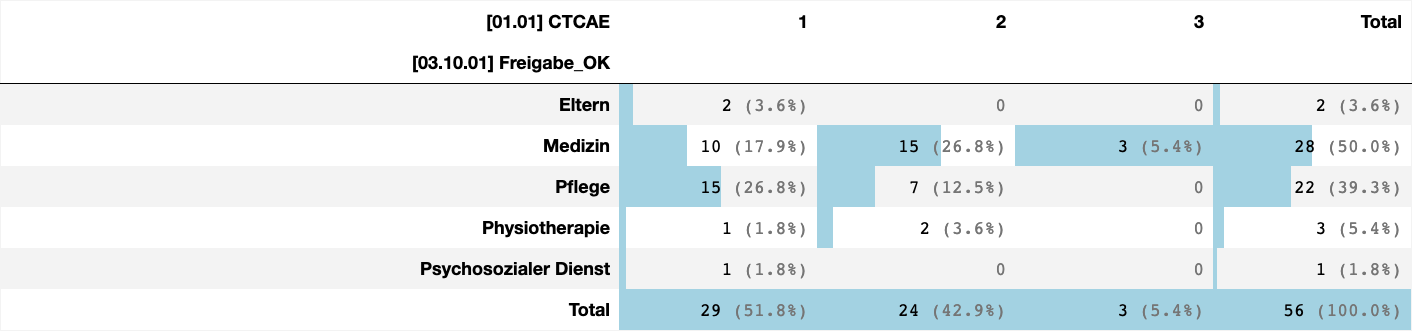 [01.01] CTCAE 1 2 3 Total
[03.10.01] Freigabe_OK
Eltern 2 (3.6%) 0 0 2 (3.6%)
Medizin 10 (17.9%) 15 (26.8%) 3 (5.4%) 28 (50.0%)
Pflege 15 (26.8%) 7 (12.5%) 0 22 (39.3%)
Physiotherapie 1 (1.8%) 2 (3.6%) 0 3 (5.4%)
Psychosozialer Dienst 1 (1.8%) 0 0 1 (1.8%)
Total 29 (51.8%) 24 (42.9%) 3 (5.4%) 56 (100.0%)